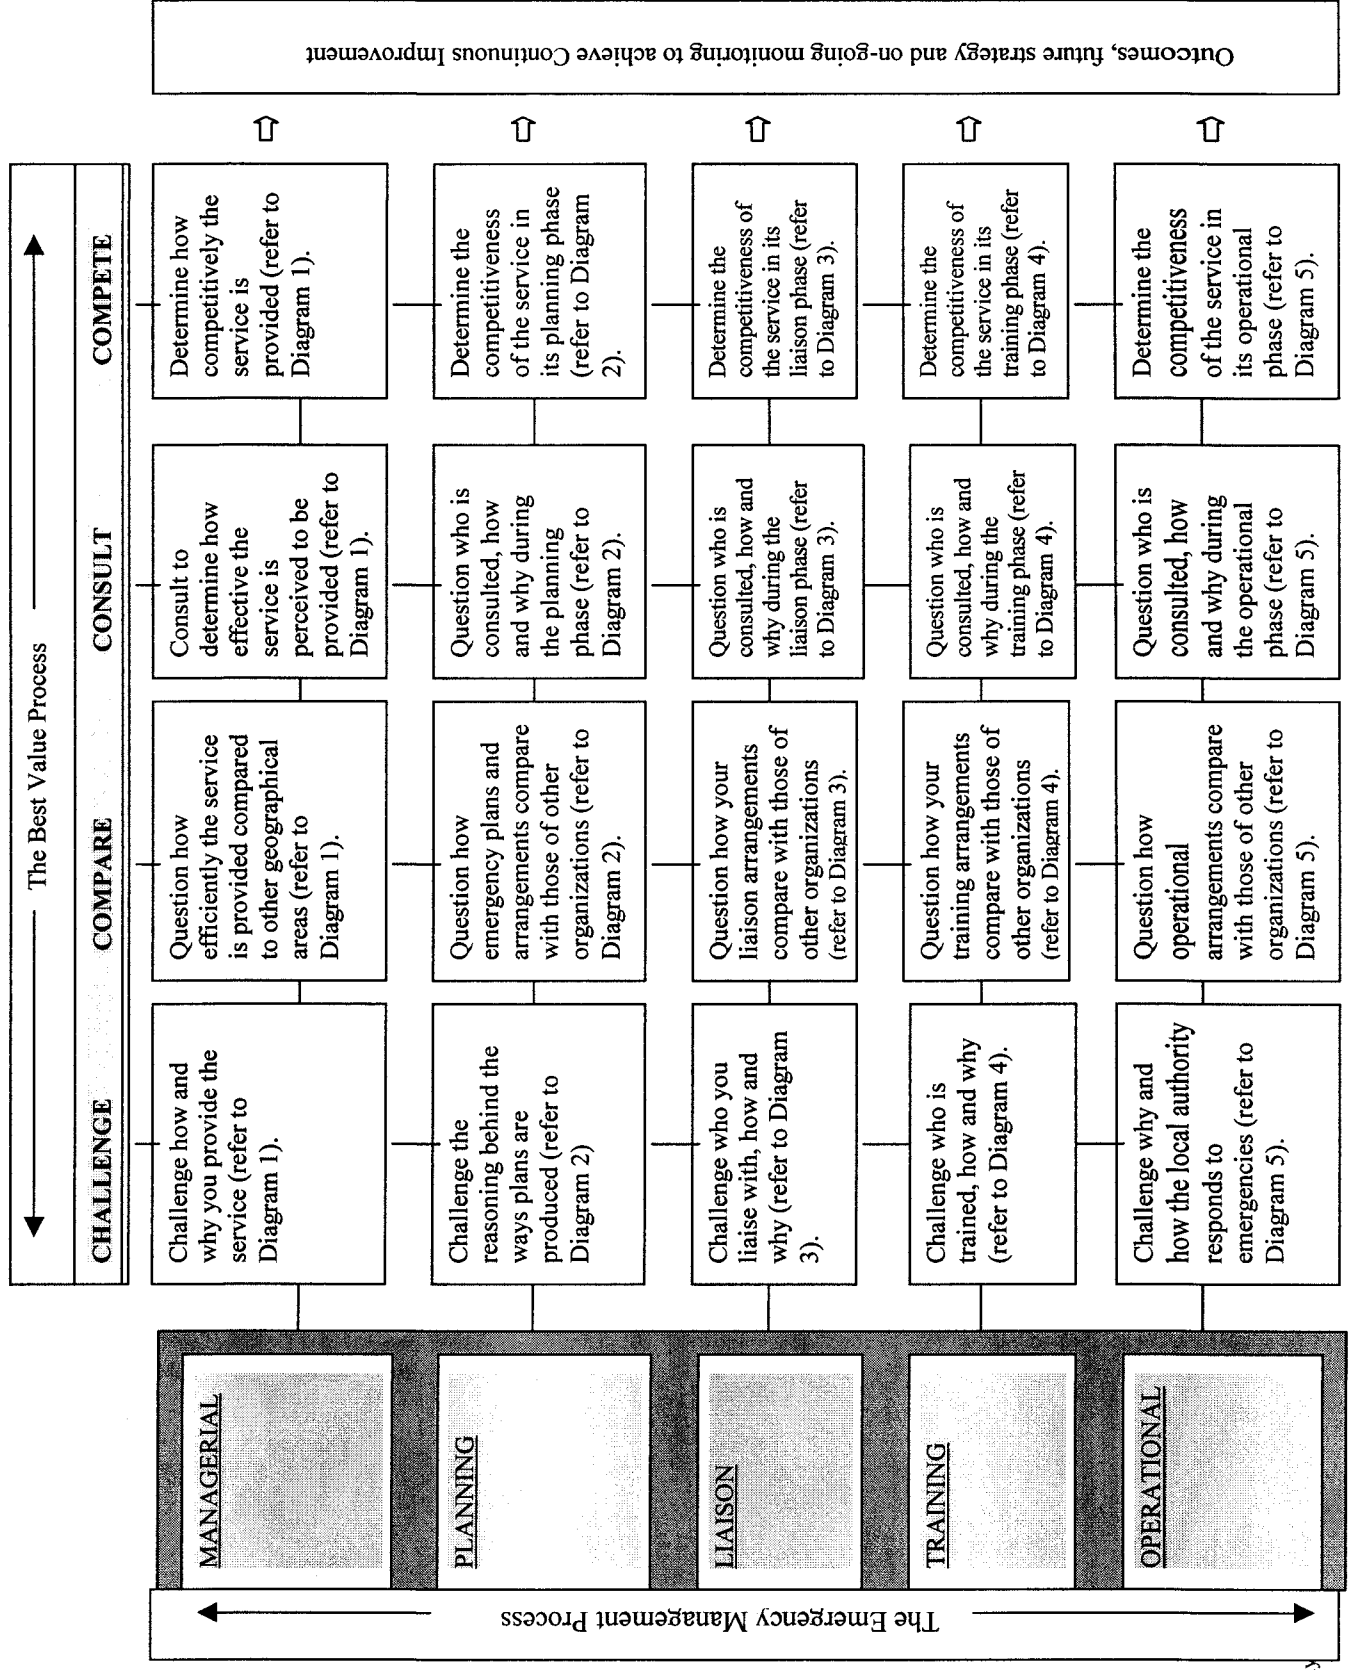 The Best Value Process
CHALLENGE
COMPARE
CONSULT
COMPETE
The Emergency Management Process
MANAGERIAL
Challenge how and
why you provide the
service (refer to
Diagram 1).
Question how
efficiently the service
is provided compared
to other geographical
areas (refer to
Diagram 1).
Consult to
determine how
effective the
service is
perceived to be
provided (refer to
Diagram 1).
Determine how
competitively the
service is
provided (refer to
Diagram 1).
PLANNING
Challenge the
reasoning behind the
ways plans are
produced (refer to
Diagram 2)
Question how
emergency plans and
arrangements compare
with those of other
organizations (refer to
Diagram 2).
Question who is
consulted, how
and why during
the planning
phase (refer to
Diagram 2).
Determine the
competitiveness
of the service in
its planning phase
(refer to Diagram
2).
LIAISON
Challenge who you
liaise with, how and
why (refer to Diagram
3).
Question how your
liaison arrangements
compare with those of
other organizations
(refer to Diagram 3).
Question who is
consulted, how and
why during the
liaison phase (refer
to Diagram 3).
Determine the
competitiveness of
the service in its
liaison phase (refer
to Diagram 3).
TRAINING
Challenge who is
trained, how and why
(refer to Diagram 4).
Question how your
training arrangements
compare with those of
other organizations
(refer to Diagram 4).
Question who is
consulted, how and
why during the
training phase (refer
to Diagram 4).
Determine the
competitiveness of
the service in its
training phase (refer
to Diagram 4).
OPERATIONAL
Challenge why and
how the local authority
responds to
emergencies (refer to
Diagram 5).
Question how
operational
arrangements compare
with those of other
organizations (refer to
Diagram 5).
Question who is
consulted, how
and why during
the operational
phase (refer to
Diagram 5).
Determine the
competitiveness
of the service in
its operational
phase (refer to
Diagram 5).
Outcomes, future strategy and on-going monitoring to achieve Continuous Improvement